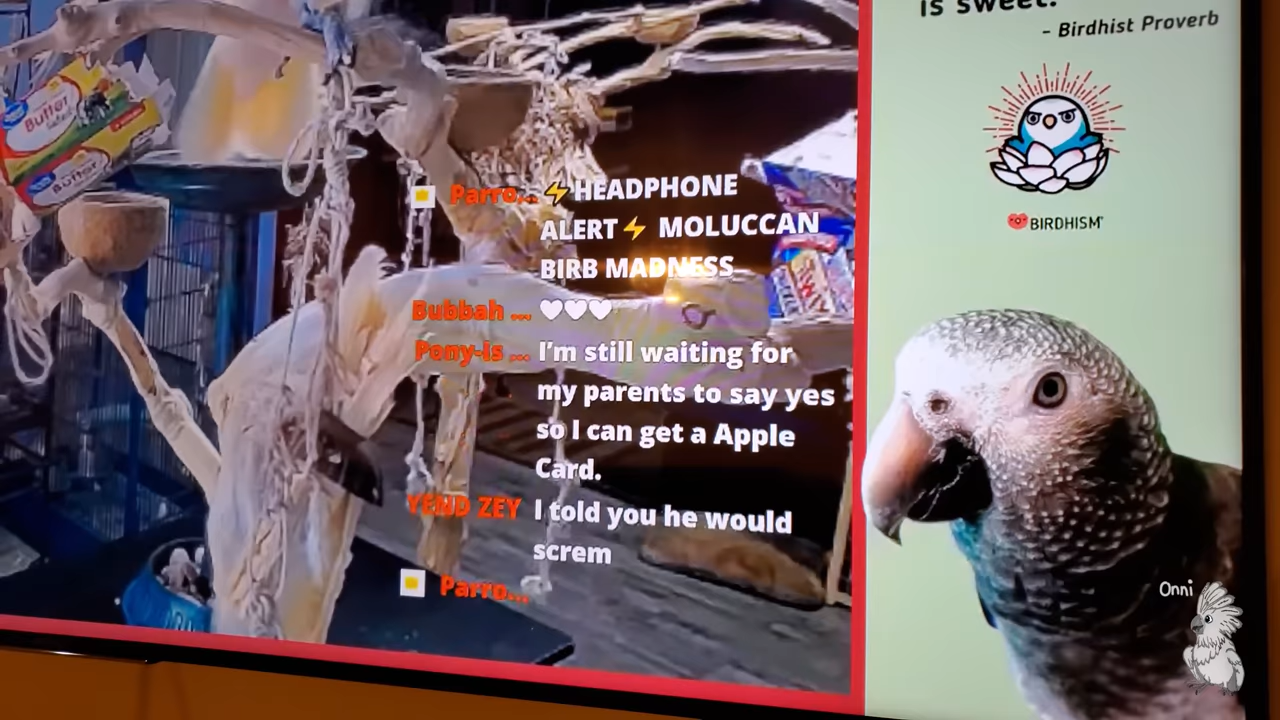 is sweet.
– Birdhist Proverb
BIRDHISM
Butter
Butter
Parro... ⚡HEADPHONE
ALERT⚡ MOLUCCAN
BIRB MADNESS
Bubbah ... 🤍🤍🤍
Pony-is ... I'm still waiting for
my parents to say yes
so I can get a Apple
Card.
YEND ZEY I told you he would
screm
Parro...
Onni